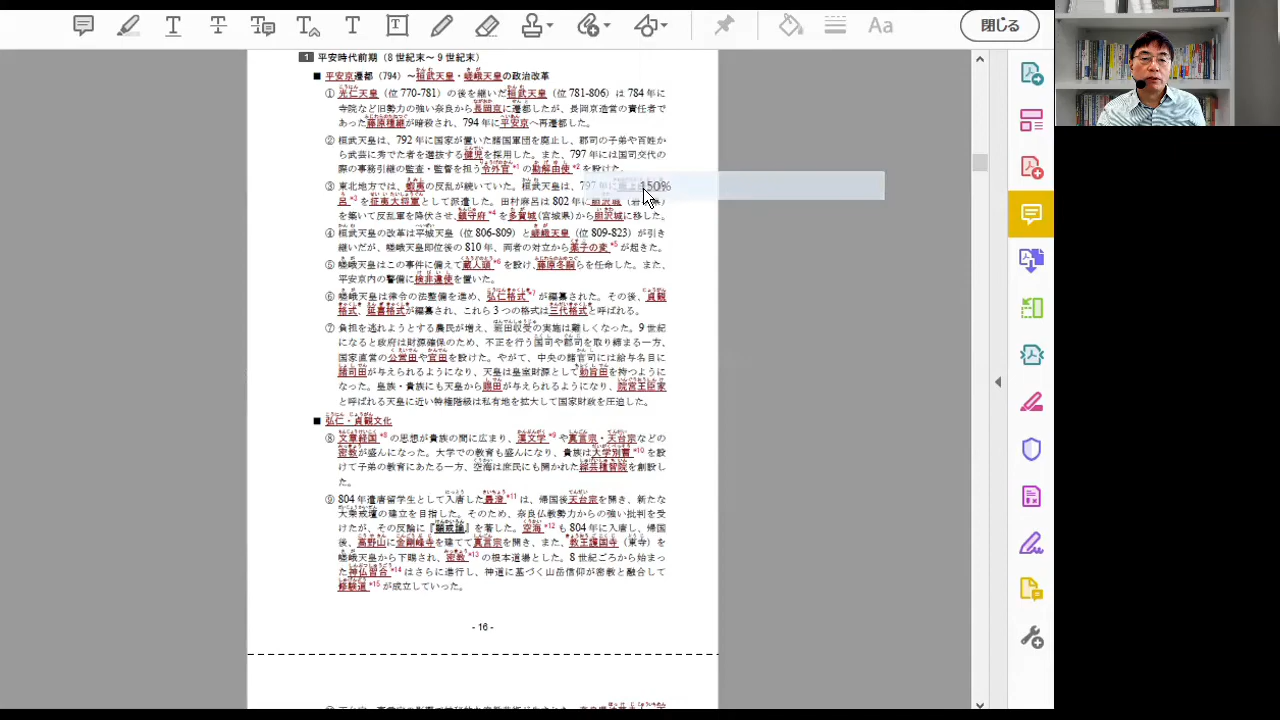 閉じる
1 平安時代前期（8 世紀末～ 9 世紀末）
■ 平安京遷都（794）～桓武天皇・嵯峨天皇の政治改革
① 光仁天皇（位 770-781）の後を継いだ桓武天皇（位 781-806）は 784 年に
寺院など旧勢力の強い奈良から長岡京に遷都したが、長岡京造営の責任者で
あった藤原種継が暗殺され、794 年に平安京へ再遷都した。
② 桓武天皇は、792 年に国家が置いた諸国軍団を廃止し、郡司の子弟や百姓か
ら武芸に秀でた者を選抜する健児を採用した。また、797 年には国司交代の
際の事務引継の監査・監督を担う令外官*1 の勘解由使*2 を設けた。
③ 東北地方では、蝦夷の反乱が続いていた。桓武天皇は、797 年に 150%
呂*3 を征夷大将軍として派遣した。田村麻呂は 802 年に胆沢城（岩手県）
を築いて反乱軍を降伏させ、鎮守府*4 を多賀城(宮城県)から胆沢城に移した。
④ 桓武天皇の改革は平城天皇（位 806-809）と嵯峨天皇（位 809-823）が引き
継いだが、嵯峨天皇即位後の 810 年、両者の対立から薬子の変*5 が起きた。
⑤ 嵯峨天皇はこの事件に備えて蔵人頭*6 を設け、藤原冬嗣らを任命した。また、
平安京内の警備に検非違使を置いた。
⑥ 嵯峨天皇は律令の法整備を進め、弘仁格式*7 が編纂された。その後、貞観
格式、延喜格式が編纂され、これら 3 つの格式は三代格式と呼ばれる。
⑦ 負担を逃れようとする農民が増え、班田収受の実施は難しくなった。9 世紀
になると政府は財源確保のため、不正を行う国司や郡司を取り締まる一方、
国家直営の公営田や官田を設けた。やがて、中央の諸官司には給与名目に
諸司田が与えられるようになり、天皇は皇室財源として勅旨田を持つように
なった。皇族・貴族にも天皇から賜田が与えられるようになり、院宮王臣家
と呼ばれる天皇に近い特権階級は私有地を拡大して国家財政を圧迫した。
■ 弘仁・貞観文化
⑧ 文章経国*8 の思想が貴族の間に広まり、漢文学*9 や真言宗・天台宗などの
密教が盛んになった。大学での教育も盛んになり、貴族は大学別曹*10 を設
けて子弟の教育にあたる一方、空海は庶民にも開かれた綜芸種智院を創設し
た。
⑨ 804 年遣唐留学生として入唐した最澄*11 は、帰国後天台宗を開き、新たな
大乗戒壇の建立を目指した。そのため、奈良仏教勢力からの強い批判を受
けたが、その反論に『顕戒論』を著した。空海*12 も 804 年に入唐し、帰国
後、高野山に金剛峰寺を建てて真言宗を開き、また、教王護国寺（東寺）を
嵯峨天皇から下賜され、密教*13 の根本道場とした。8 世紀ごろから始まっ
た神仏習合*14 はさらに進行し、神道に基づく山岳信仰が密教と融合して
修験道*15 が成立していった。
- 16 -